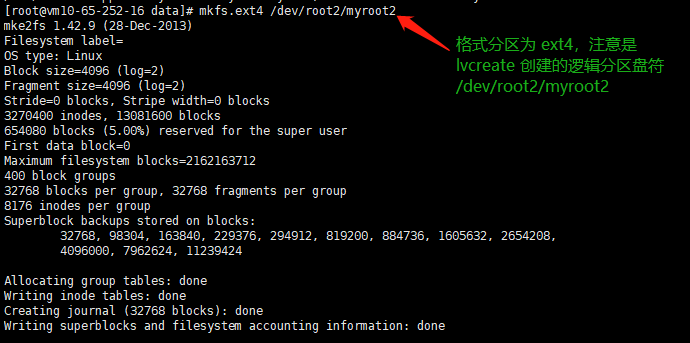 [root@vm10-65-252-16 data]# mkfs.ext4 /dev/root2/myroot2
mke2fs 1.42.9 (28-Dec-2013)
Filesystem label=
OS type: Linux
Block size=4096 (log=2)
Fragment size=4096 (log=2)
Stride=0 blocks, Stripe width=0 blocks
3270400 inodes, 13081600 blocks
654080 blocks (5.00%) reserved for the super user
First data block=0
Maximum filesystem blocks=2162163712
400 block groups
32768 blocks per group, 32768 fragments per group
8176 inodes per group
Superblock backups stored on blocks:
        32768, 98304, 163840, 229376, 294912, 819200, 884736, 1605632, 2654208,
        4096000, 7962624, 11239424

Allocating group tables: done
Writing inode tables: done
Creating journal (32768 blocks): done
Writing superblocks and filesystem accounting information: done
格式分区为 ext4，注意是
lvcreate 创建的逻辑分区盘符
/dev/root2/myroot2